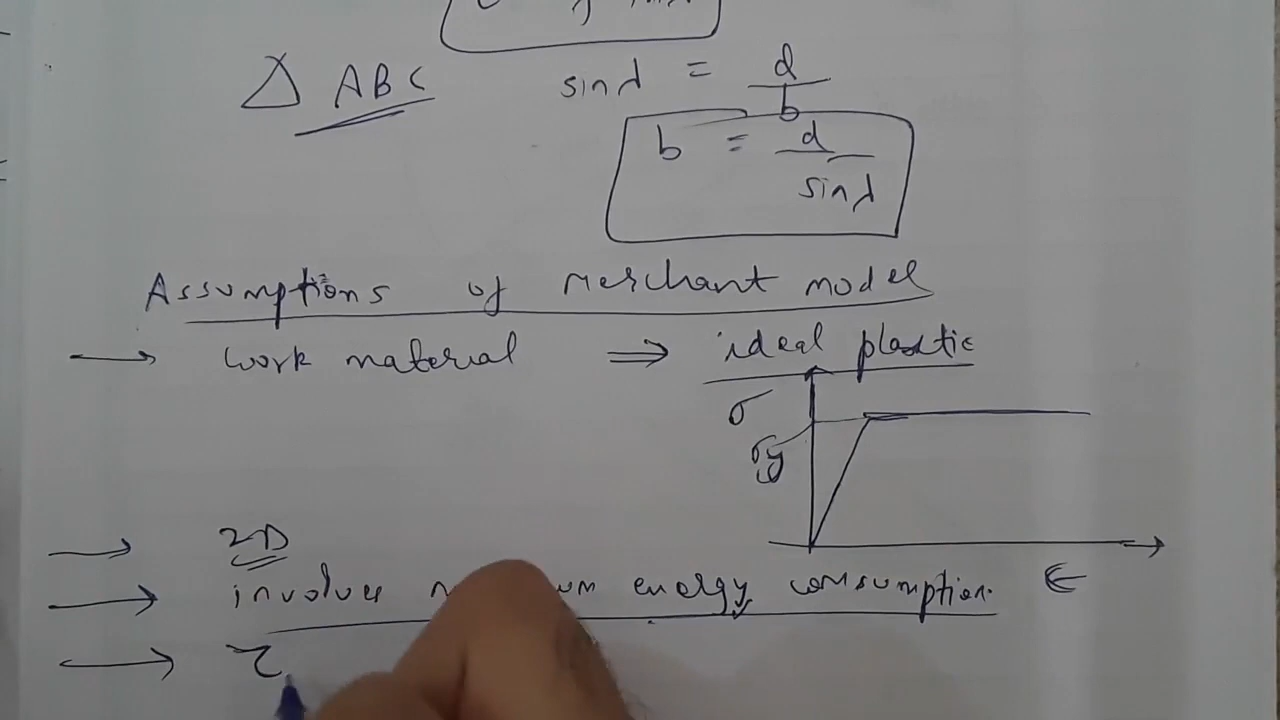 △ ABC sinλ = d/b
b = d/sinλ
Assumptions of merchant model
→ work material ⇒ ideal plastic
σ
σy
→ 2D
→ involves energy consumption. ∈
→ τ